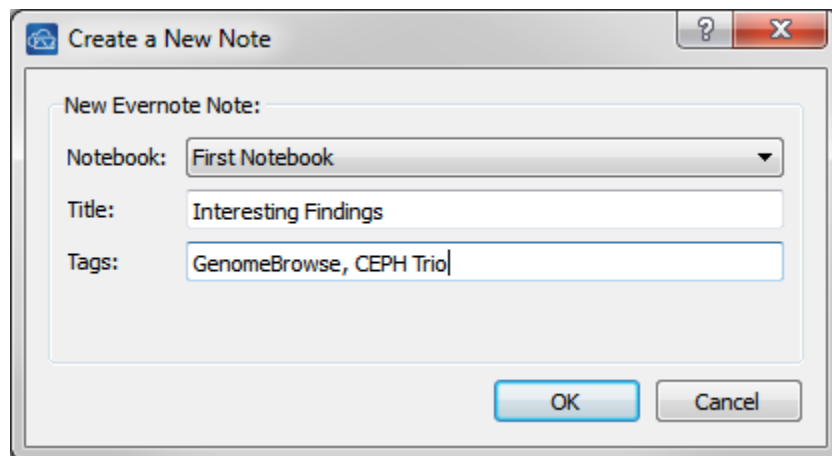 Create a New Note
New Evernote Note:
Notebook: First Notebook
Title: Interesting Findings
Tags: GenomeBrowse, CEPH Trio
OK Cancel